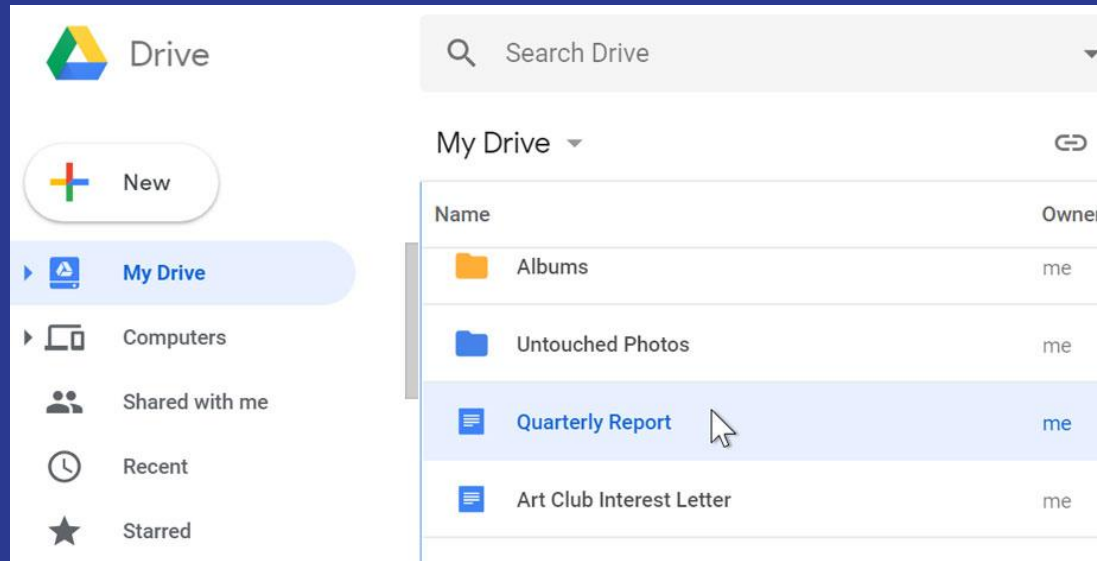 Drive
Search Drive
New
My Drive
Computers
Shared with me
Recent
Starred
My Drive
Name Owner
Albums me
Untouched Photos me
Quarterly Report me
Art Club Interest Letter me